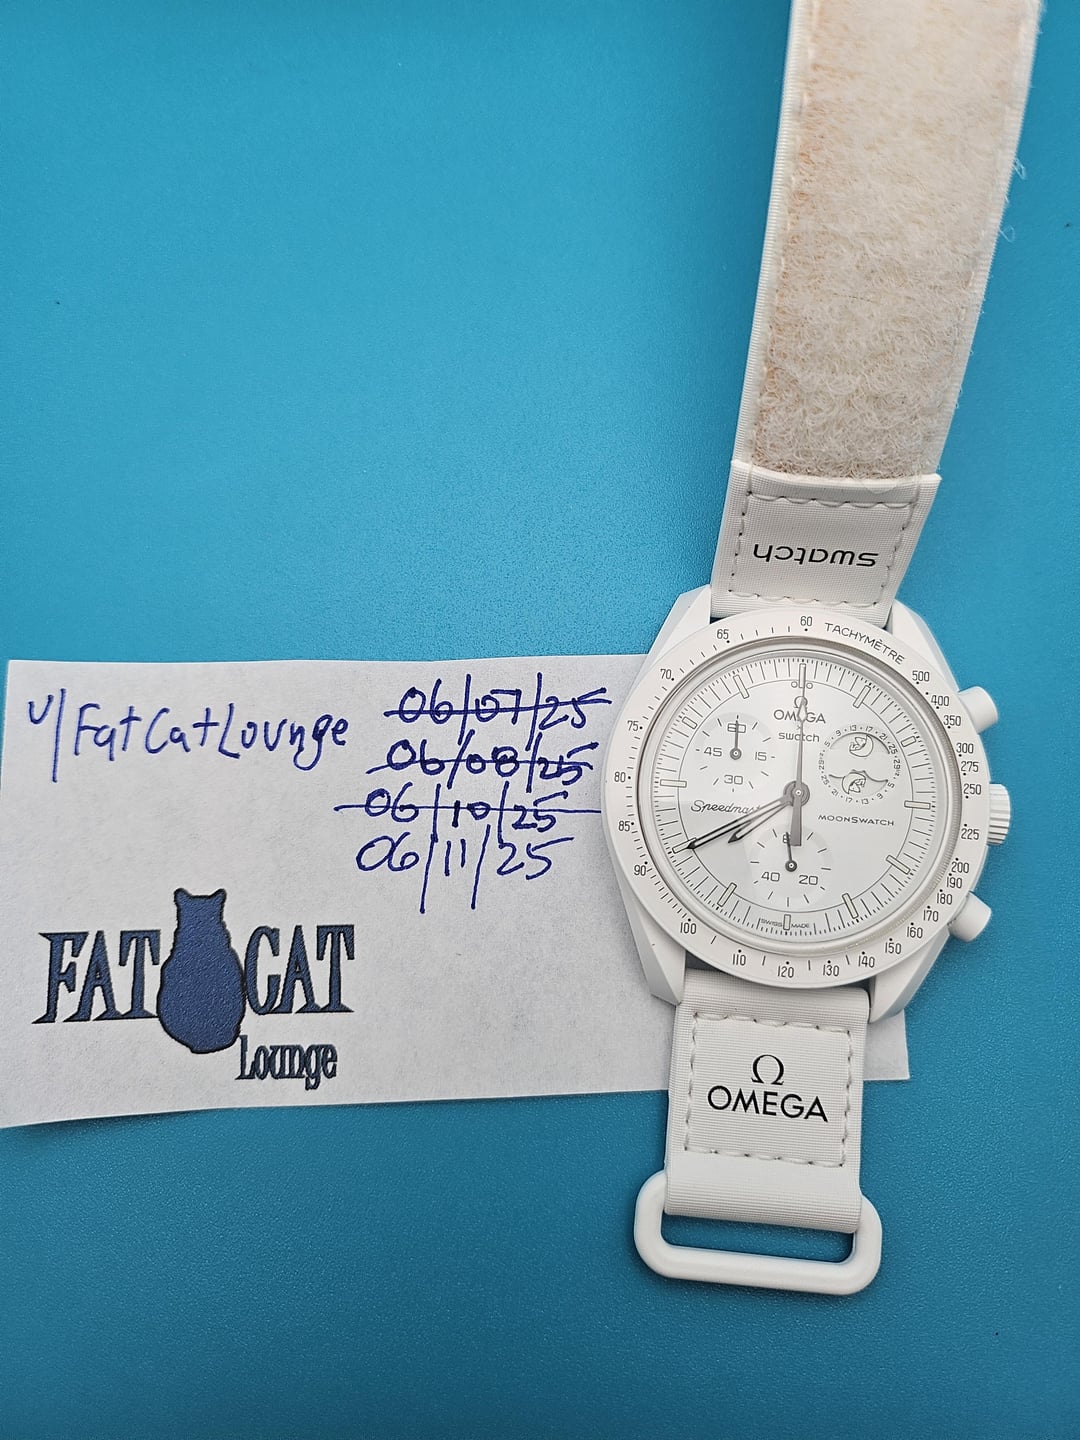 u/FatCatLounge
06/07/25
06/08/25
06/10/25
06/11/25
FAT CAT
Lounge
swatch
TACHYMÈTRE
500
400
350
300
275
250
225
200
190
180
170
160
150
140
130
120
110
100
90
85
80
75
70
65
60
Ω
OMEGA
swatch
60
45 15
30
Speedmast
MOONSWATCH
40 20
SWISS MADE
Ω
OMEGA